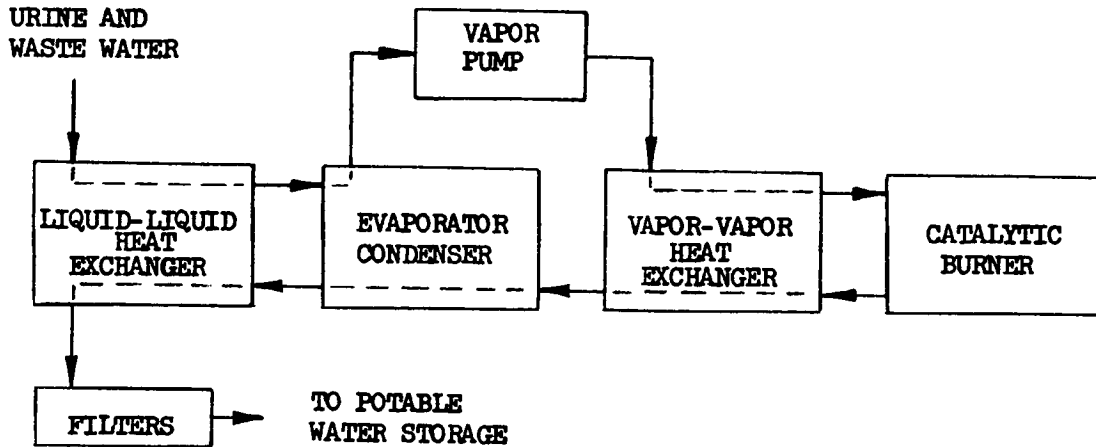 URINE AND
WASTE WATER
VAPOR
PUMP
LIQUID-LIQUID
HEAT
EXCHANGER
EVAPORATOR
CONDENSER
VAPOR-VAPOR
HEAT
EXCHANGER
CATALYTIC
BURNER
FILTERS
TO POTABLE
WATER STORAGE